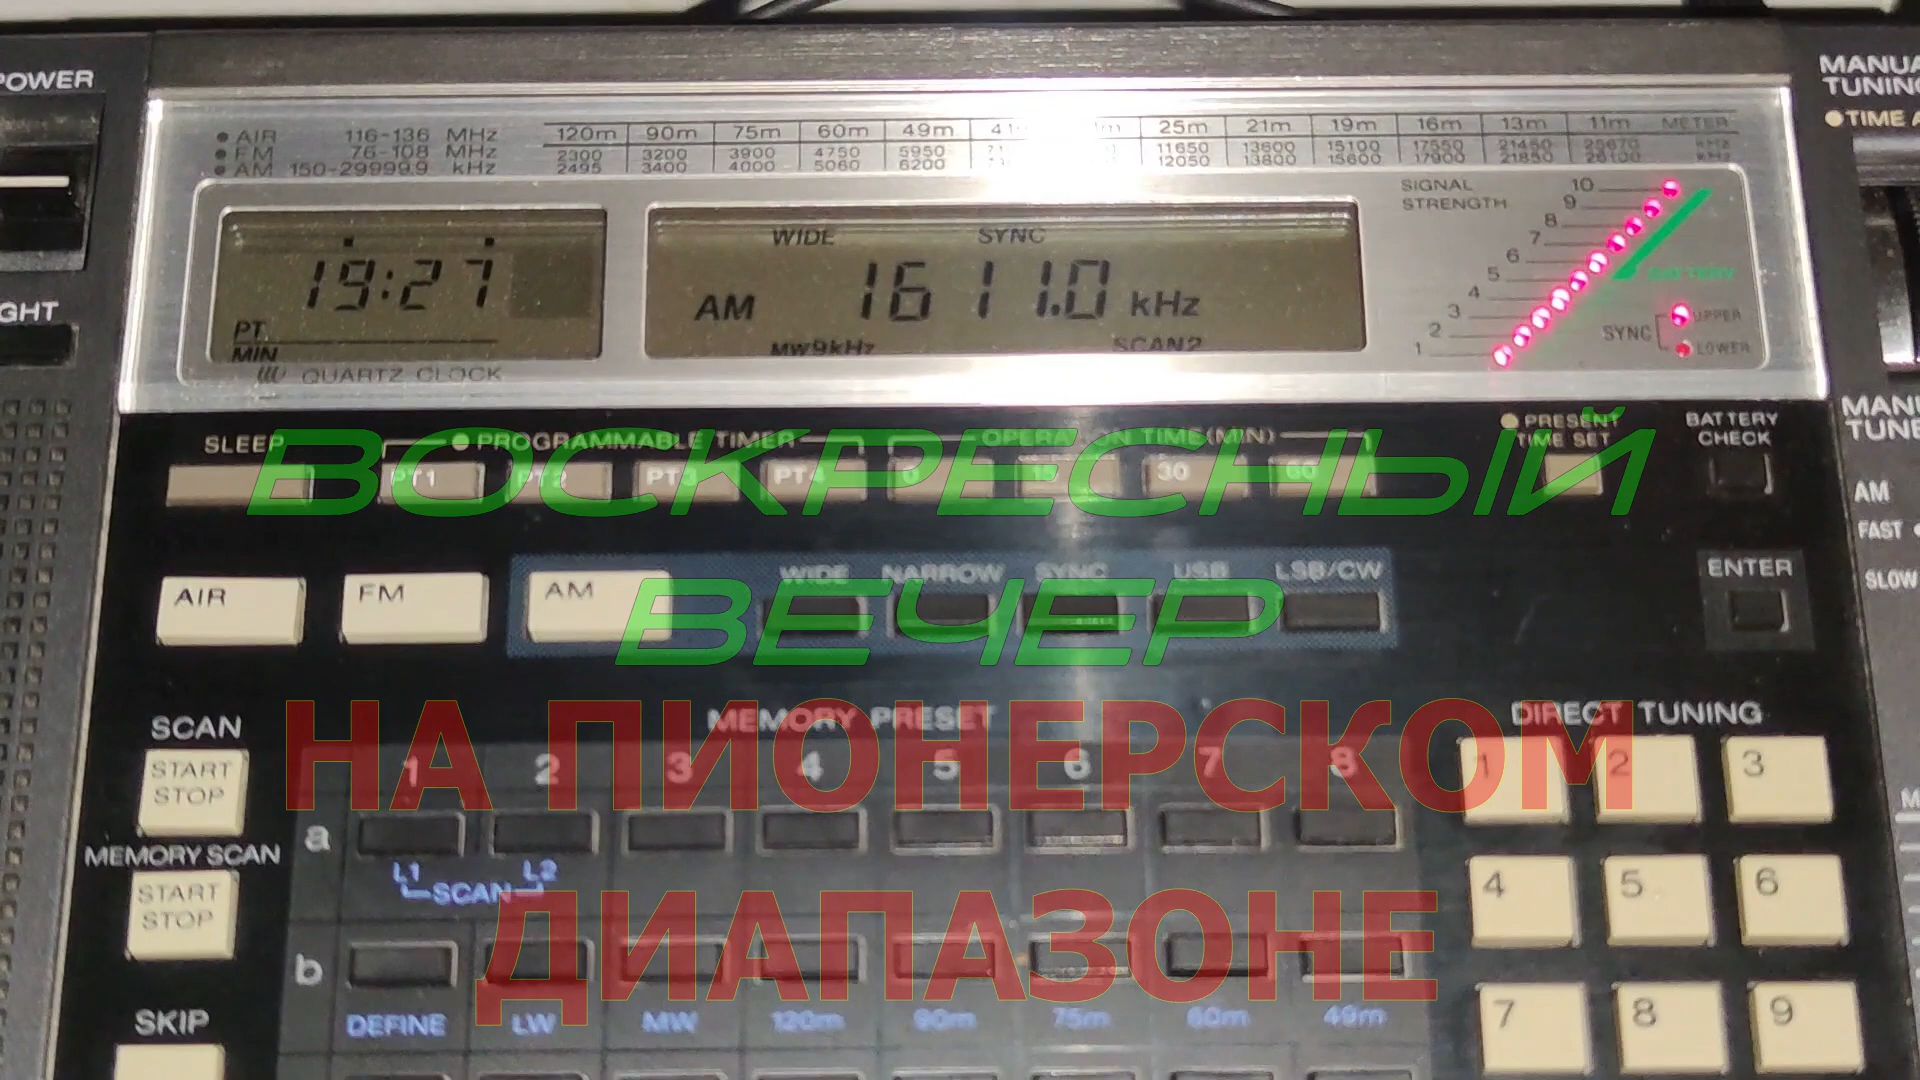 POWER
MANUA
TUNING
TIME A
AIR 116-136 MHz
FM 76-108 MHz
AM 150-29999.9 kHz
120m 90m 75m 60m 49m 25m 21m 19m 16m 13m 11m METER
2300 3200 3900 4750 5950 11650 13600 15100 17550 21450 25670 kHz
2495 3400 4000 5060 6200 12050 13800 15600 17900 21850 26100 kHz
19:27
PT
MIN
QUARTZ CLOCK
WIDE SYNC
AM 1611.0 kHz
MW9kHz SCAN2
SIGNAL
STRENGTH
10
9
8
7
6
5
4
3
2
1
BATTERY
SYNC UPPER
LOWER
GHT
SLEEP
PROGRAMMABLE TIMER
OPERATION TIME(MIN)
PT1 PT2 PT3 PT4 0 15 30 60
PRESENT
TIME SET
BATTERY
CHECK
MANU
TUNE
AM
FAST
SLOW
ВОСКРЕСНЫЙ
ВЕЧЕР
AIR FM AM
WIDE NARROW SYNC USB LSB/CW
ENTER
НА ПИОНЕРСКОМ
ДИАПАЗОНЕ
SCAN
START
STOP
MEMORY SCAN
START
STOP
SKIP
MEMORY PRESET
1 2 3 4 5 6 7 8
a
L1 SCAN L2
b
DEFINE LW MW 120m 90m 75m 60m 49m
DIRECT TUNING
1 2 3
4 5 6
7 8 9